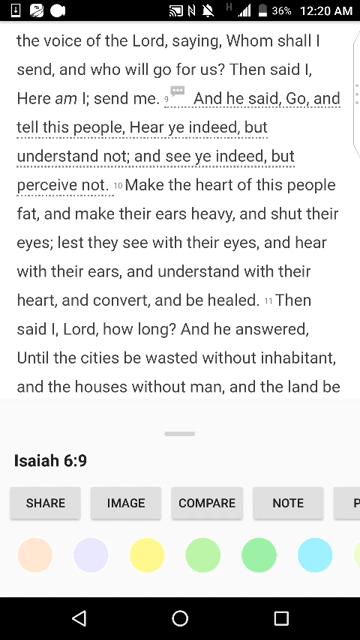 H 36% 12:20 AM
the voice of the Lord, saying, Whom shall I
send, and who will go for us? Then said I,
Here am I; send me. 9 And he said, Go, and
tell this people, Hear ye indeed, but
understand not; and see ye indeed, but
perceive not. 10 Make the heart of this people
fat, and make their ears heavy, and shut their
eyes; lest they see with their eyes, and hear
with their ears, and understand with their
heart, and convert, and be healed. 11 Then
said I, Lord, how long? And he answered,
Until the cities be wasted without inhabitant,
and the houses without man, and the land be
Isaiah 6:9
SHARE IMAGE COMPARE NOTE P